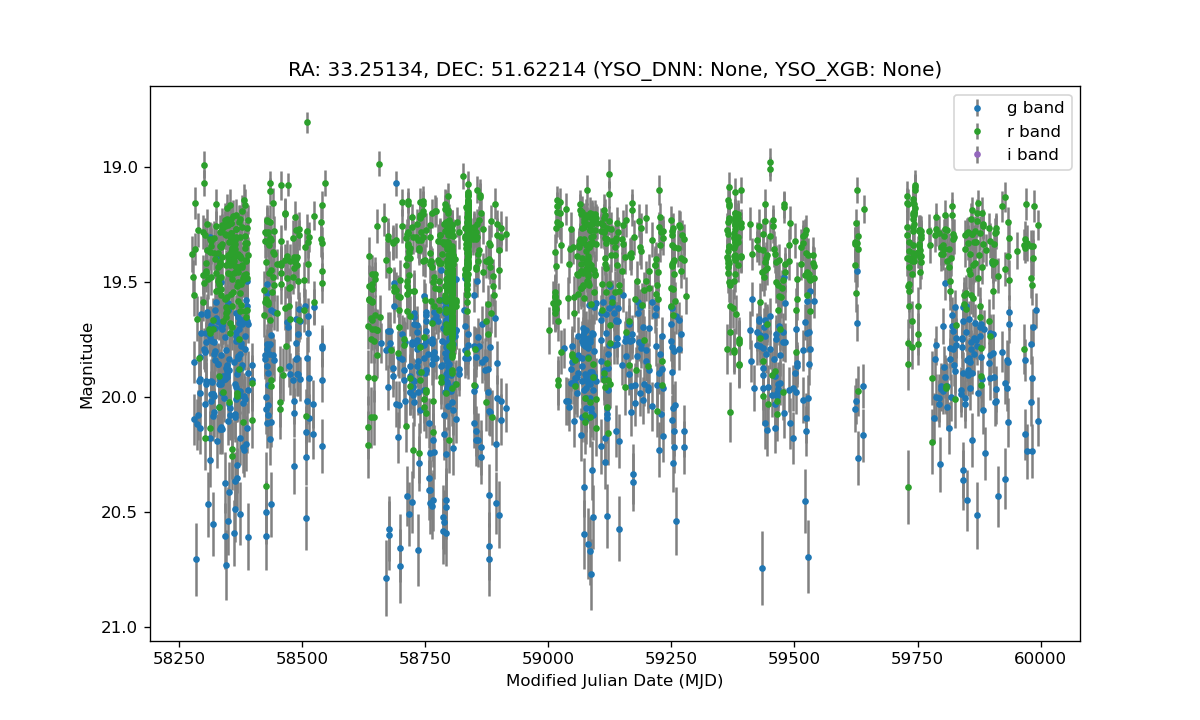 RA: 33.25134, DEC: 51.62214 (YSO_DNN: None, YSO_XGB: None)
g band
r band
i band
19.0
19.5
20.0
20.5
21.0
Magnitude
58250 58500 58750 59000 59250 59500 59750 60000
Modified Julian Date (MJD)